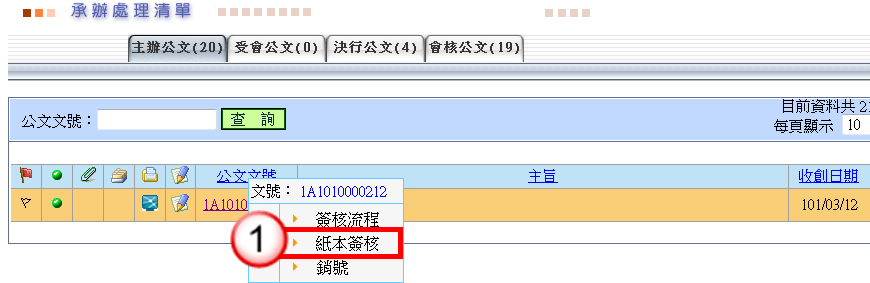 承辦處理清單
主辦公文(20) 受會公文(0) 決行公文(4) 會核公文(19)
目前資料共 21
公文文號： 查 詢
每頁顯示 10
公文文號 主旨 收創日期
1A1010 101/03/12
文號： 1A1010000212
簽核流程
1 紙本簽核
銷號